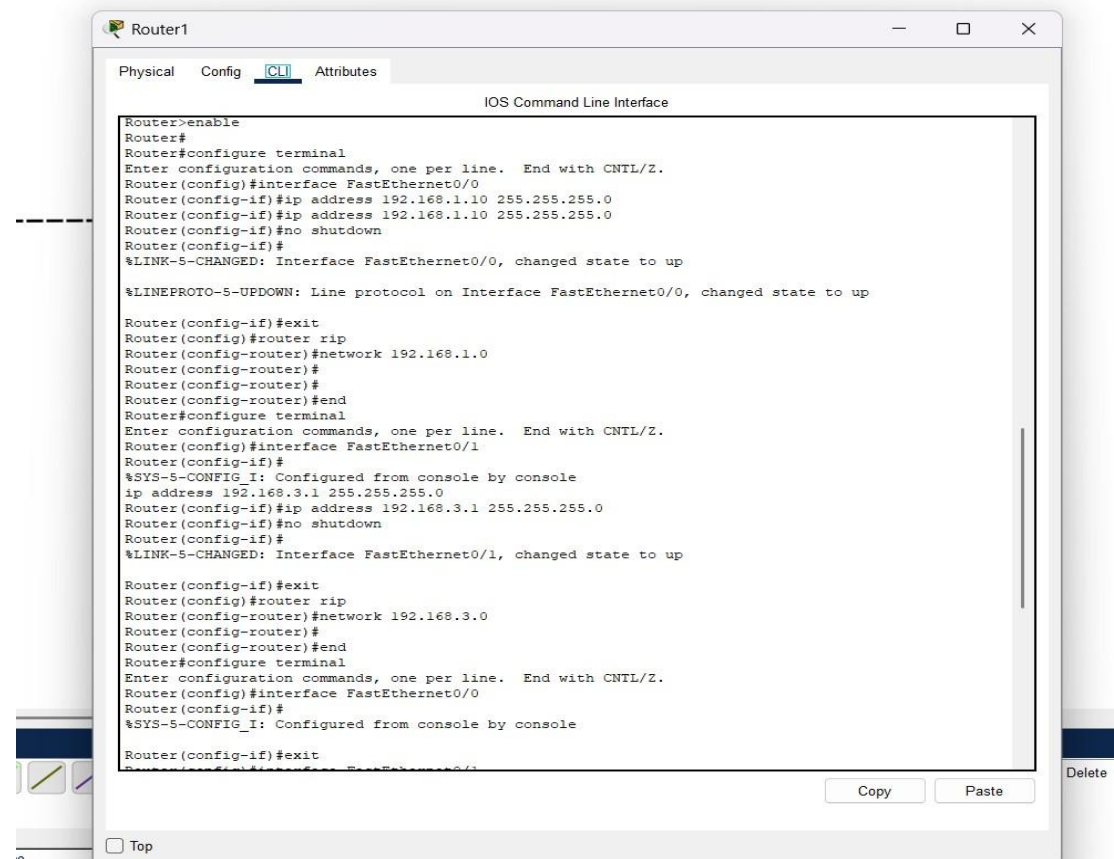 Router1
Physical Config CLI Attributes
IOS Command Line Interface
Router>enable
Router#
Router#configure terminal
Enter configuration commands, one per line.  End with CNTL/Z.
Router(config)#interface FastEthernet0/0
Router(config-if)#ip address 192.168.1.10 255.255.255.0
Router(config-if)#ip address 192.168.1.10 255.255.255.0
Router(config-if)#no shutdown
Router(config-if)#
%LINK-5-CHANGED: Interface FastEthernet0/0, changed state to up
%LINEPROTO-5-UPDOWN: Line protocol on Interface FastEthernet0/0, changed state to up
Router(config-if)#exit
Router(config)#router rip
Router(config-router)#network 192.168.1.0
Router(config-router)#
Router(config-router)#
Router(config-router)#end
Router#configure terminal
Enter configuration commands, one per line.  End with CNTL/Z.
Router(config)#interface FastEthernet0/1
Router(config-if)#
%SYS-5-CONFIG_I: Configured from console by console
ip address 192.168.3.1 255.255.255.0
Router(config-if)#ip address 192.168.3.1 255.255.255.0
Router(config-if)#no shutdown
Router(config-if)#
%LINK-5-CHANGED: Interface FastEthernet0/1, changed state to up
Router(config-if)#exit
Router(config)#router rip
Router(config-router)#network 192.168.3.0
Router(config-router)#
Router(config-router)#end
Router#configure terminal
Enter configuration commands, one per line.  End with CNTL/Z.
Router(config)#interface FastEthernet0/0
Router(config-if)#
%SYS-5-CONFIG_I: Configured from console by console
Router(config-if)#exit
Router(config)#interface FastEthernet0/1
Copy Paste
Delete
Top